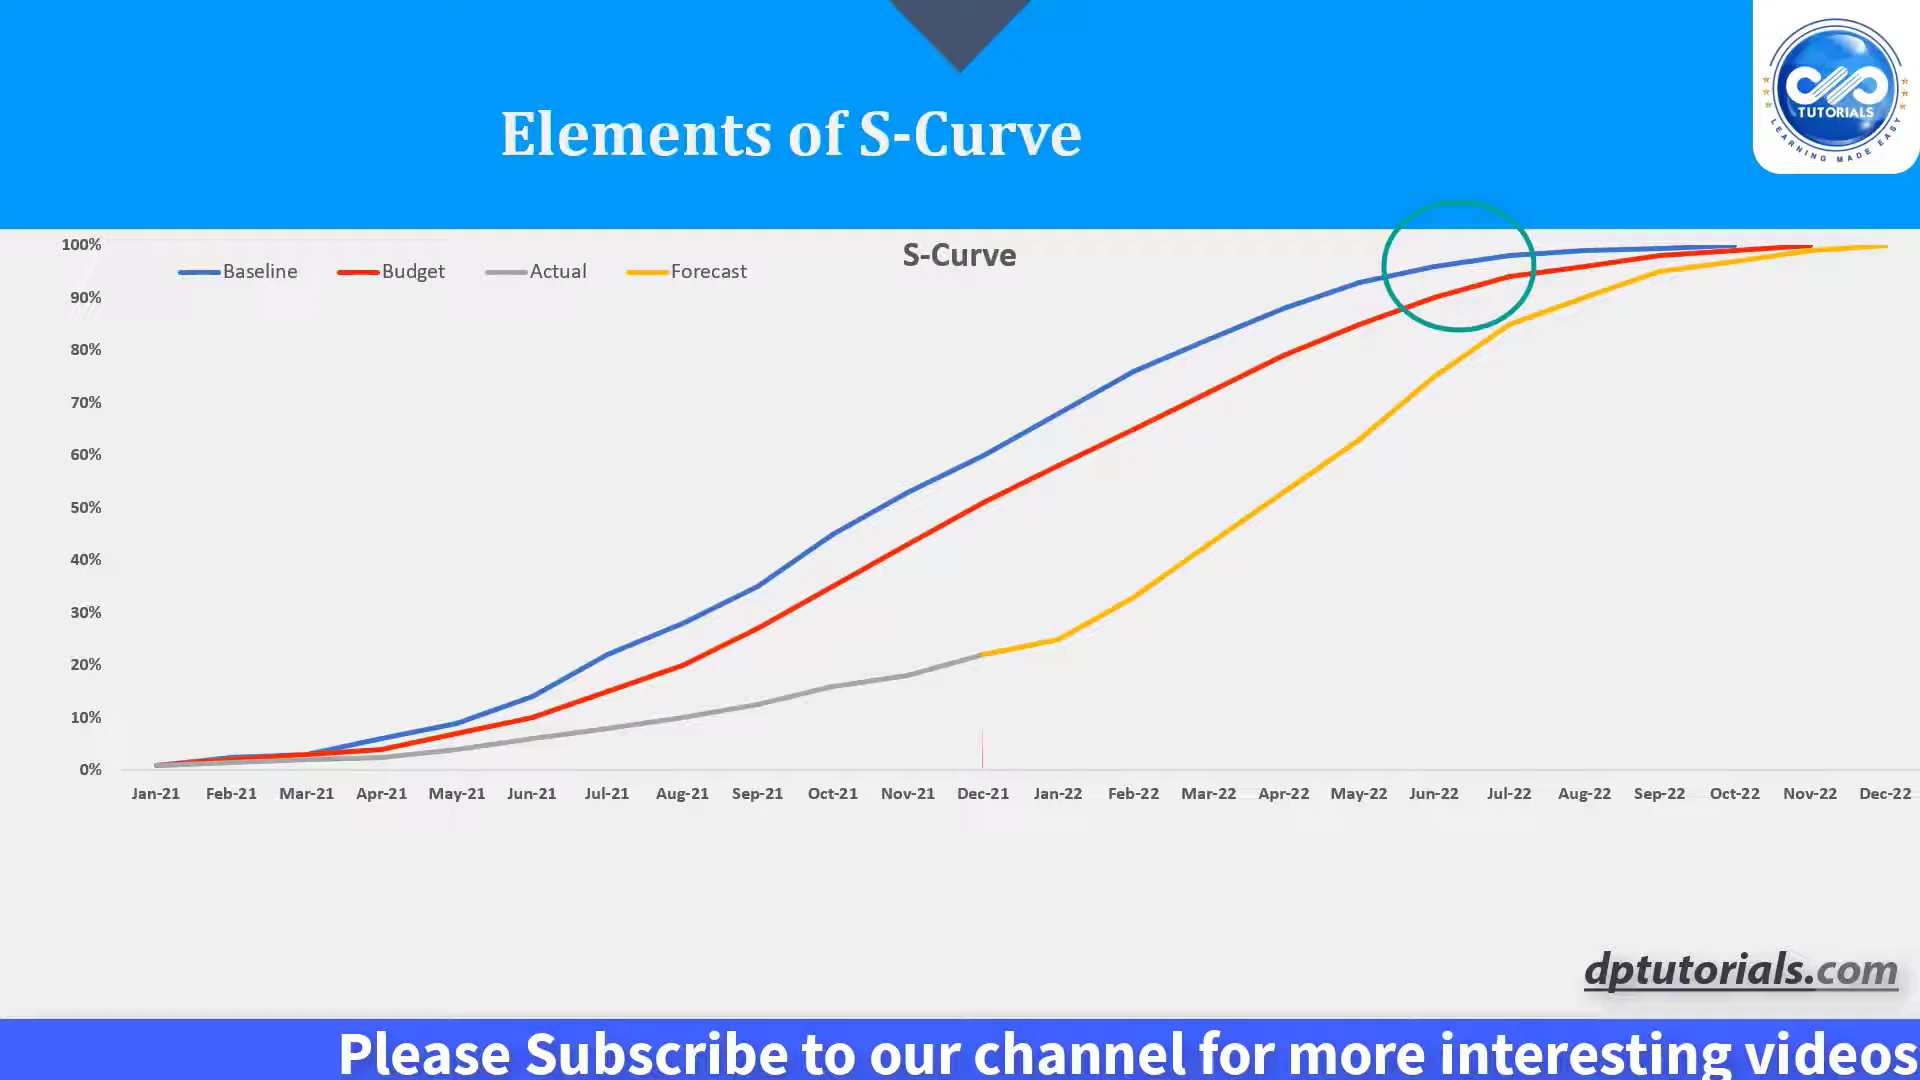 Elements of S-Curve
TUTORIALS
LEARNING MADE EASY
S-Curve
Baseline Budget Actual Forecast
100%
90%
80%
70%
60%
50%
40%
30%
20%
10%
0%
Jan-21 Feb-21 Mar-21 Apr-21 May-21 Jun-21 Jul-21 Aug-21 Sep-21 Oct-21 Nov-21 Dec-21 Jan-22 Feb-22 Mar-22 Apr-22 May-22 Jun-22 Jul-22 Aug-22 Sep-22 Oct-22 Nov-22 Dec-22
dptutorials.com
Please Subscribe to our channel for more interesting videos